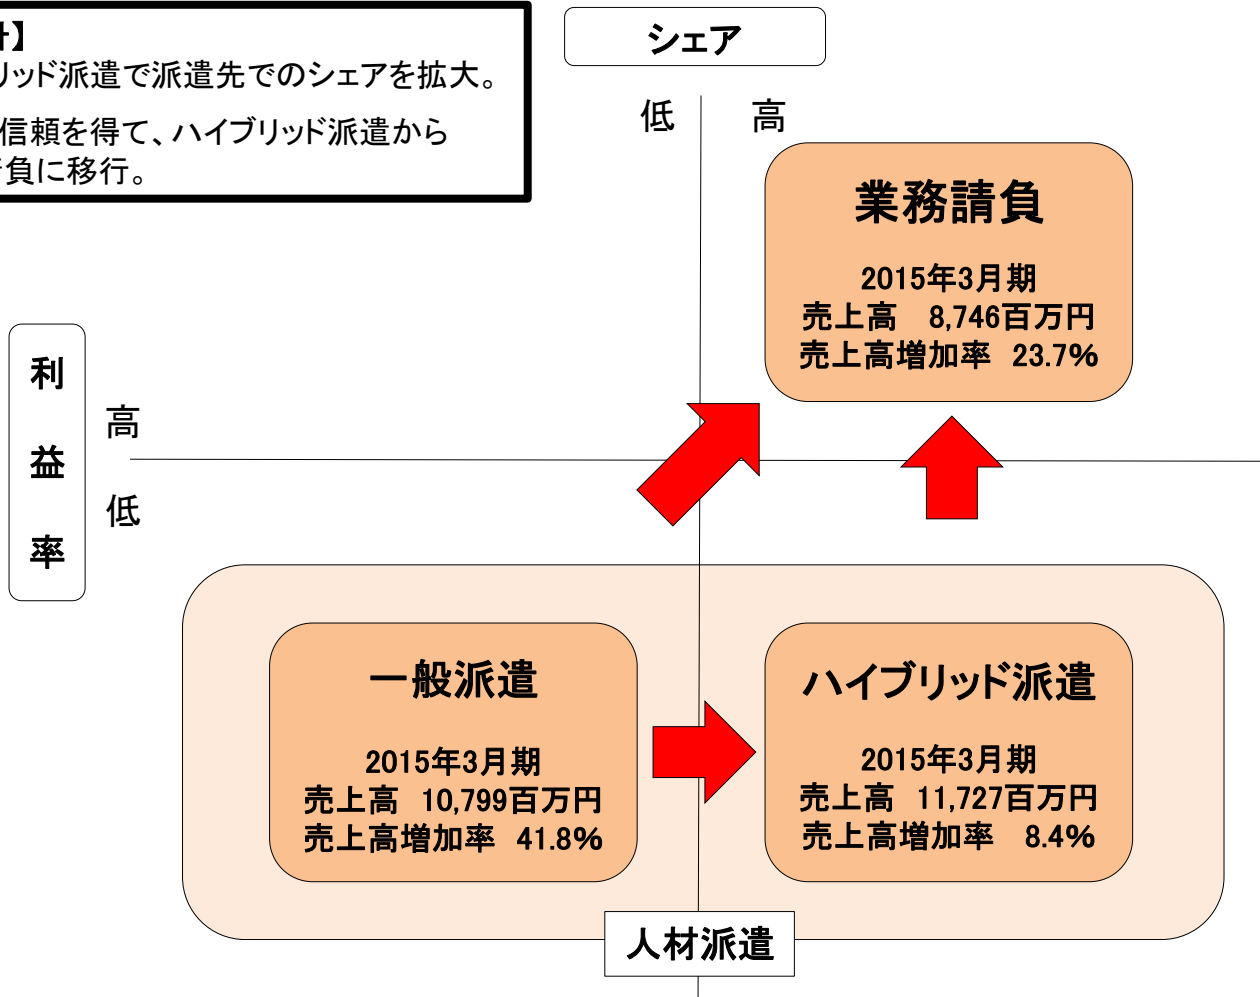 】
リッド派遣で派遣先でのシェアを拡大。
信頼を得て、ハイブリッド派遣から
負に移行。
シェア
低 高
業務請負
2015年3月期
売上高 8,746百万円
売上高増加率 23.7%
利
益
率
高
低
一般派遣
2015年3月期
売上高 10,799百万円
売上高増加率 41.8%
ハイブリッド派遣
2015年3月期
売上高 11,727百万円
売上高増加率 8.4%
人材派遣